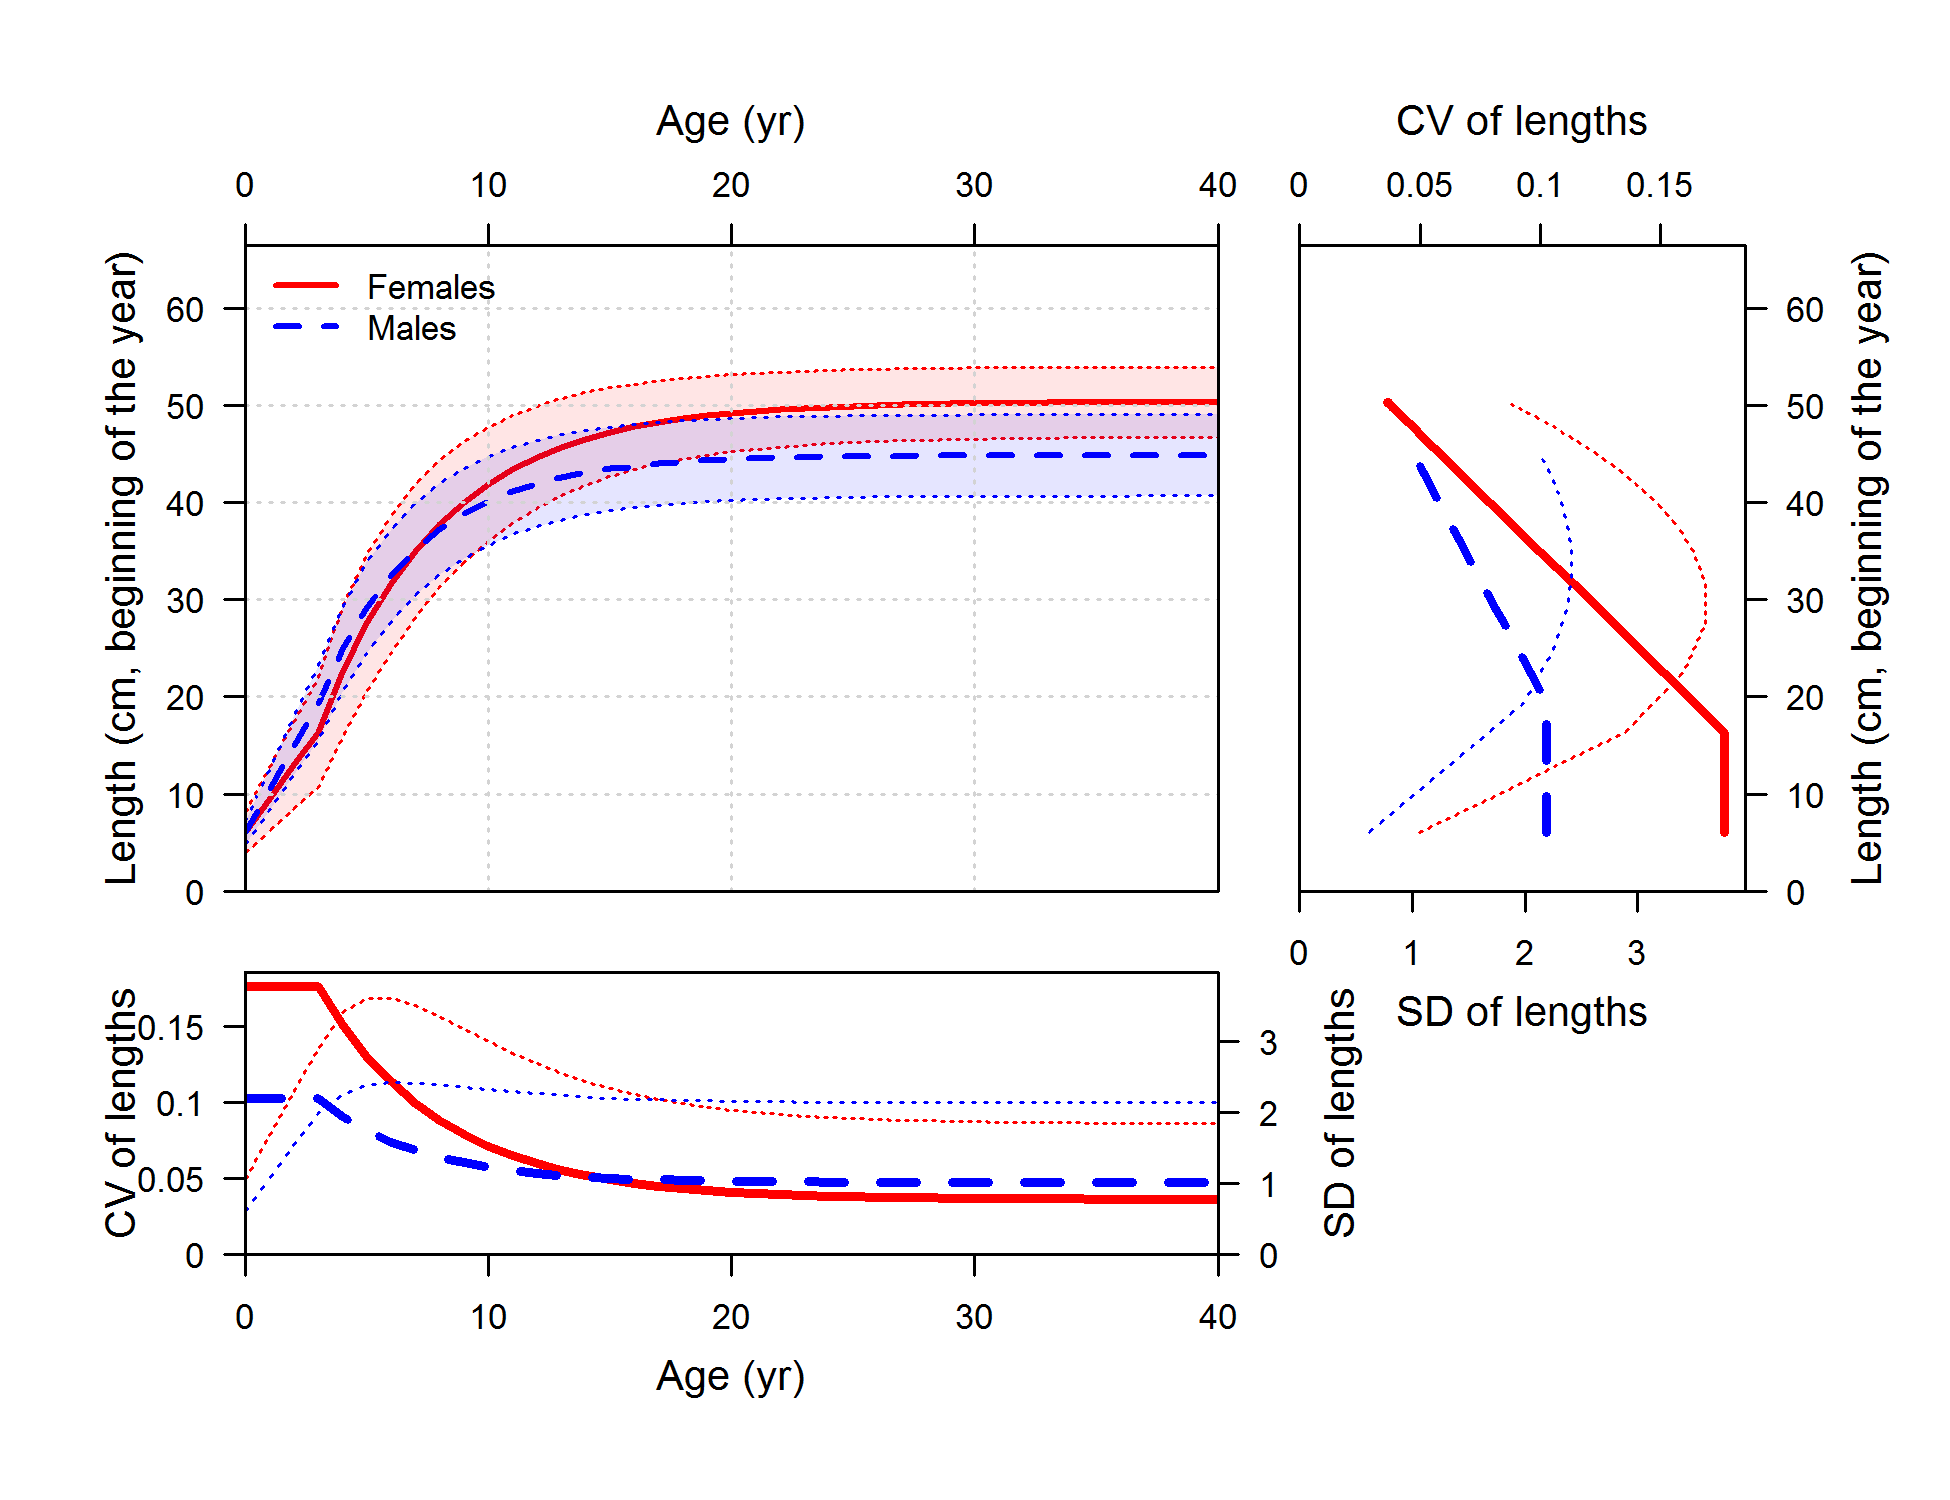 Age (yr)
CV of lengths
0 10 20 30 40
0 0.05 0.1 0.15
Length (cm, beginning of the year)
60
50
40
30
20
10
0
Females
Males
60
50
40
30
20
10
0
Length (cm, beginning of the year)
0 1 2 3
SD of lengths
CV of lengths
0.15
0.1
0.05
0
3
2
1
0
SD of lengths
0 10 20 30 40
Age (yr)